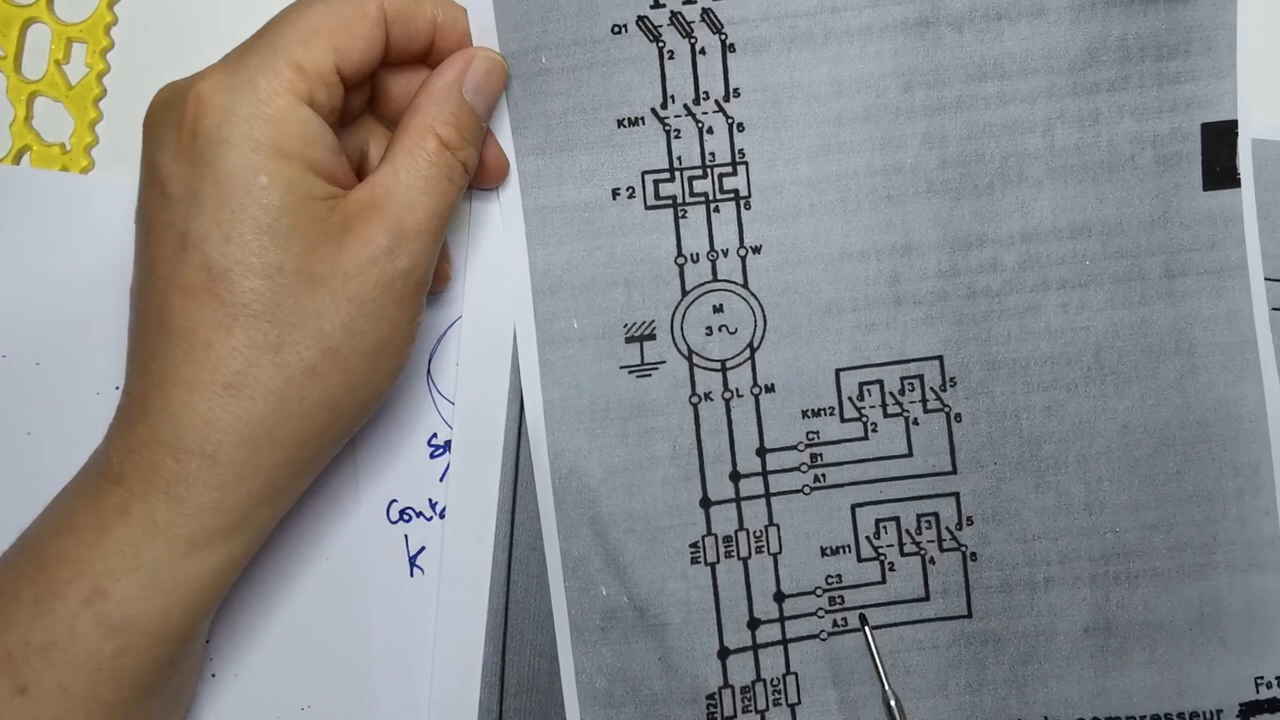 Q1
2 4 6
1 3 5
KM1
2 4 6
1 3 5
F2
2 4 6
U V W
M
3 ~
K L M
KM12
1 3 5
2 4 6
C1
B1
A1
R1A R1B R1C
KM11
1 3 5
2 4 6
C3
B3
A3
R2A R2B R2C
K
compresseur